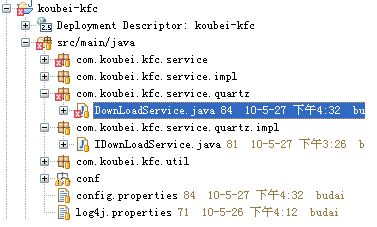 koubei-kfc
Deployment Descriptor: koubei-kfc
src/main/java
com.koubei.kfc.service
com.koubei.kfc.service.impl
com.koubei.kfc.service.quartz
DownLoadService.java 84 10-5-27 下午4:32 bu
com.koubei.kfc.service.quartz.impl
IDownLoadService.java 81 10-5-27 下午3:26 b
com.koubei.kfc.util
conf
config.properties 84 10-5-27 下午4:32 budai
log4j.properties 71 10-5-26 下午4:12 budai